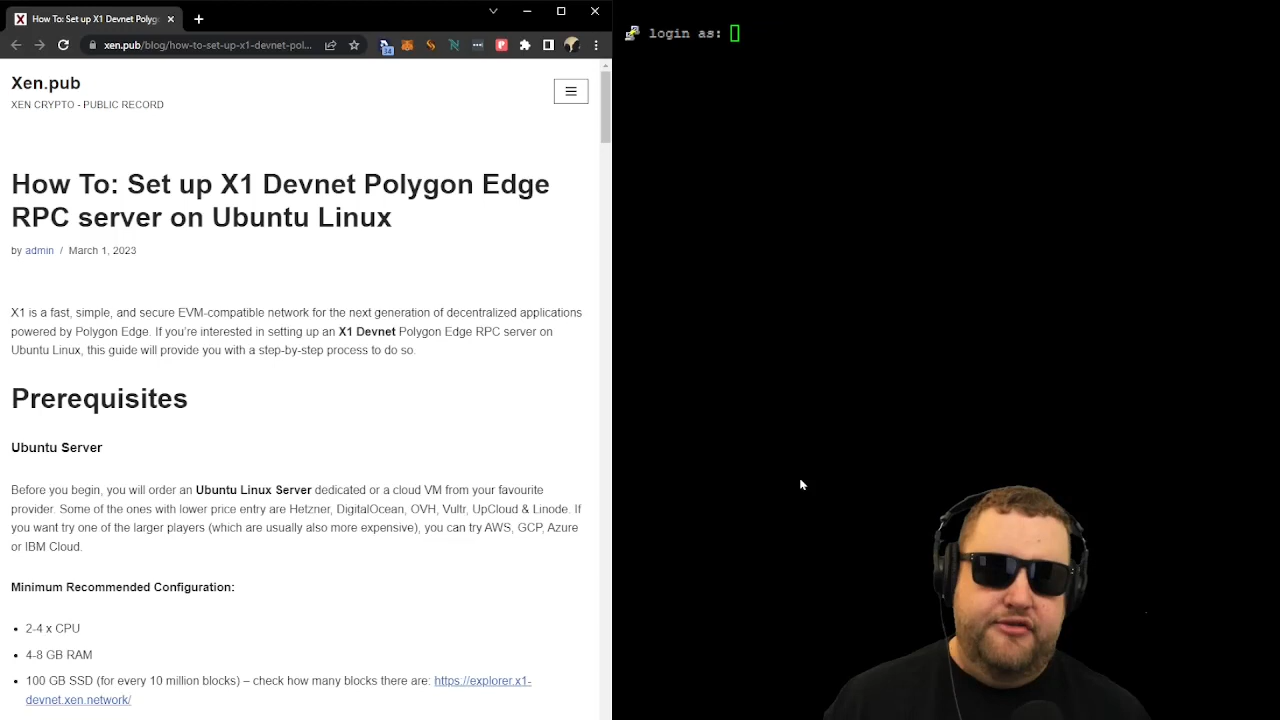 How To: Set up X1 Devnet Polygo
xen.pub/blog/how-to-set-up-x1-devnet-pol...
34
Xen.pub
XEN CRYPTO - PUBLIC RECORD
How To: Set up X1 Devnet Polygon Edge
RPC server on Ubuntu Linux
by admin / March 1, 2023
X1 is a fast, simple, and secure EVM-compatible network for the next generation of decentralized applications
powered by Polygon Edge. If you're interested in setting up an X1 Devnet Polygon Edge RPC server on
Ubuntu Linux, this guide will provide you with a step-by-step process to do so.
Prerequisites
Ubuntu Server
Before you begin, you will order an Ubuntu Linux Server dedicated or a cloud VM from your favourite
provider. Some of the ones with lower price entry are Hetzner, DigitalOcean, OVH, Vultr, UpCloud & Linode. If
you want try one of the larger players (which are usually also more expensive), you can try AWS, GCP, Azure
or IBM Cloud.
Minimum Recommended Configuration:
• 2-4 x CPU
• 4-8 GB RAM
• 100 GB SSD (for every 10 million blocks) – check how many blocks there are: https://explorer.x1-
devnet.xen.network/
login as: